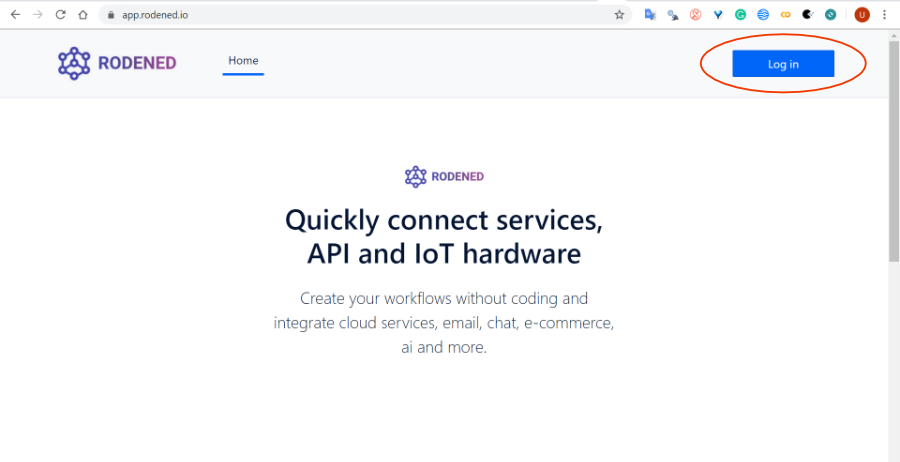 app.rodened.io
U
RODENED
Home
Log in
RODENED
Quickly connect services,
API and IoT hardware
Create your workflows without coding and
integrate cloud services, email, chat, e-commerce,
ai and more.